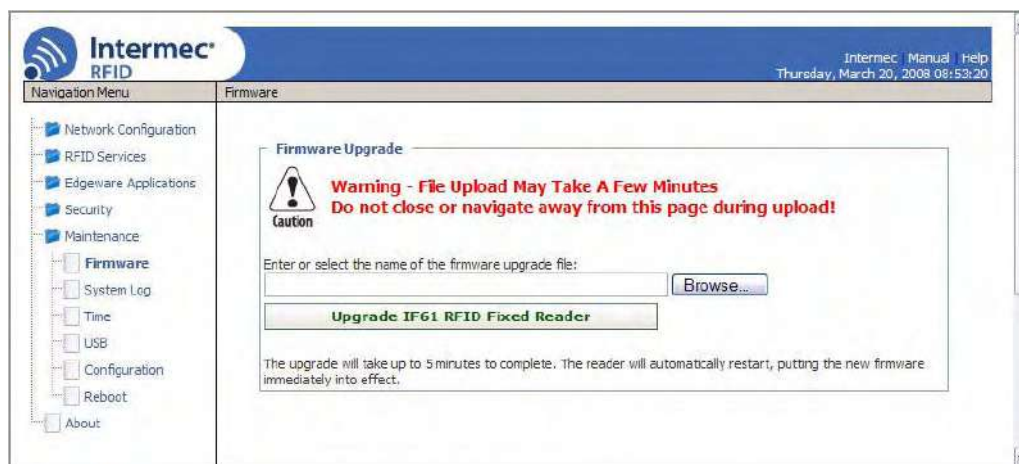 Intermec®
RFID
Intermec | Manual | Help
Thursday, March 20, 2008 08:53:20
Navigation Menu
Firmware
Network Configuration
RFID Services
Edgeware Applications
Security
Maintenance
Firmware
System Log
Time
USB
Configuration
Reboot
About
Firmware Upgrade
Caution
Warning - File Upload May Take A Few Minutes
Do not close or navigate away from this page during upload!
Enter or select the name of the firmware upgrade file:
Browse...
Upgrade IF61 RFID Fixed Reader
The upgrade will take up to 5 minutes to complete. The reader will automatically restart, putting the new firmware
immediately into effect.